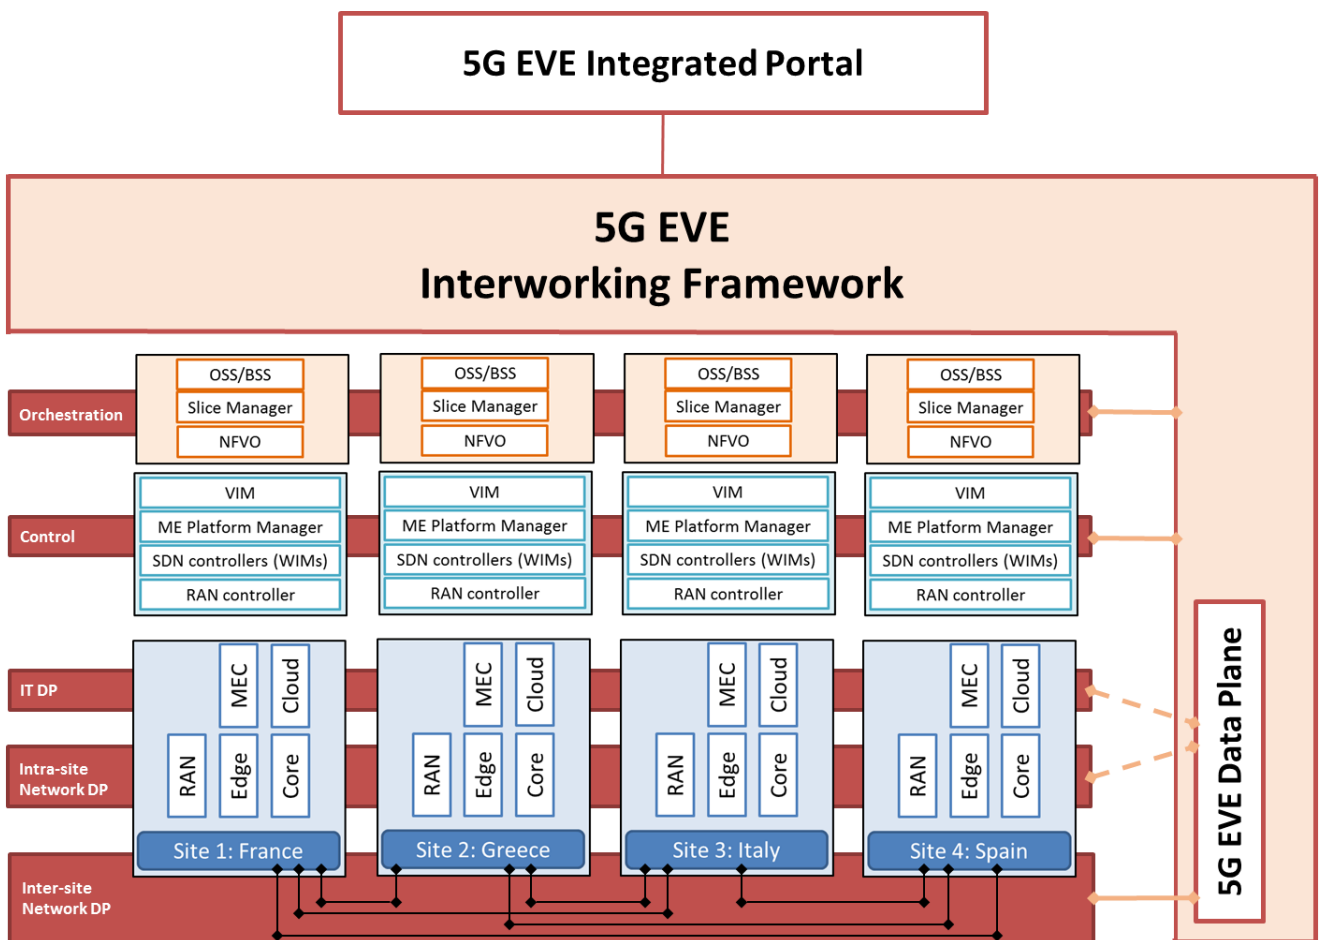 5G EVE Integrated Portal
5G EVE
Interworking Framework
Orchestration
OSS/BSS
Slice Manager
NFVO
OSS/BSS
Slice Manager
NFVO
OSS/BSS
Slice Manager
NFVO
OSS/BSS
Slice Manager
NFVO
Control
VIM
ME Platform Manager
SDN controllers (WIMs)
RAN controller
VIM
ME Platform Manager
SDN controllers (WIMs)
RAN controller
VIM
ME Platform Manager
SDN controllers (WIMs)
RAN controller
VIM
ME Platform Manager
SDN controllers (WIMs)
RAN controller
IT DP
MEC
Cloud
MEC
Cloud
MEC
Cloud
MEC
Cloud
Intra-site
Network DP
RAN
Edge
Core
RAN
Edge
Core
RAN
Edge
Core
RAN
Edge
Core
Site 1: France
Site 2: Greece
Site 3: Italy
Site 4: Spain
Inter-site
Network DP
5G EVE Data Plane